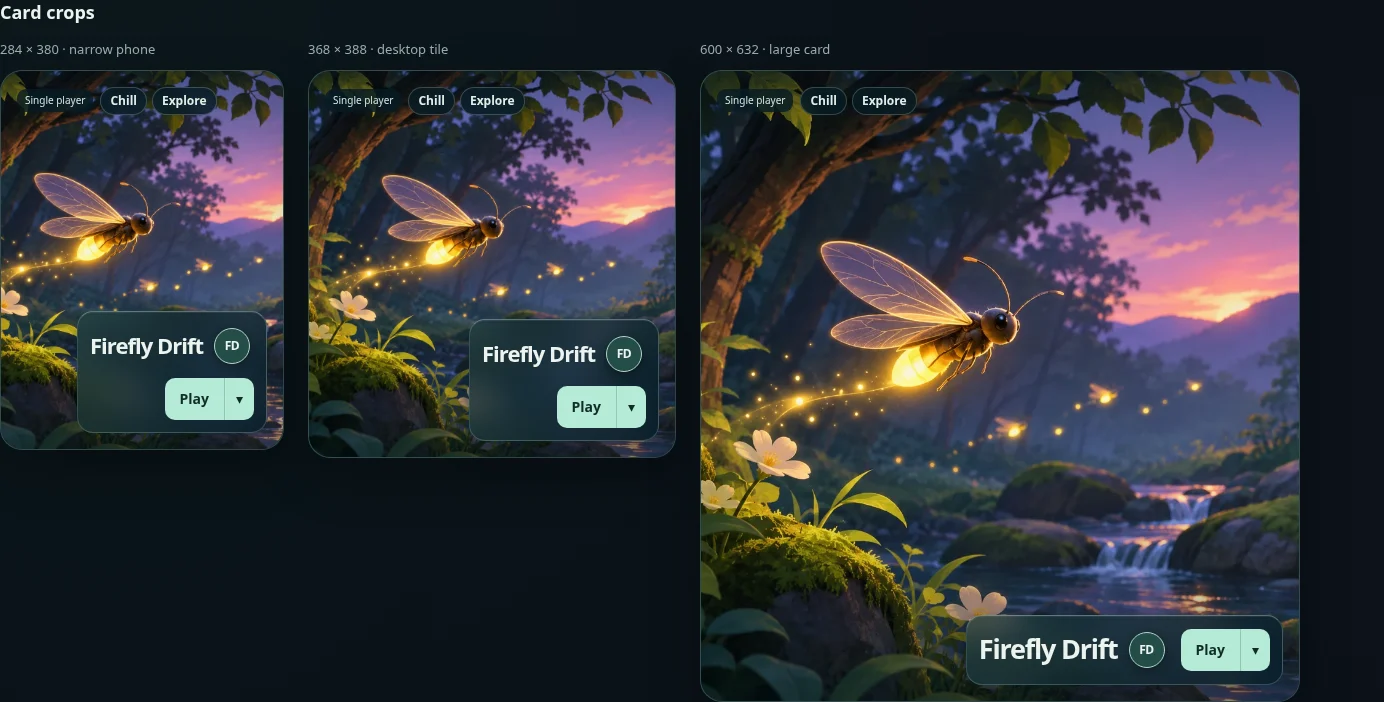 Card crops
284 × 380 · narrow phone
Single player Chill Explore
Firefly Drift FD
Play ▼
368 × 388 · desktop tile
Single player Chill Explore
Firefly Drift FD
Play ▼
600 × 632 · large card
Single player Chill Explore
Firefly Drift FD Play ▼